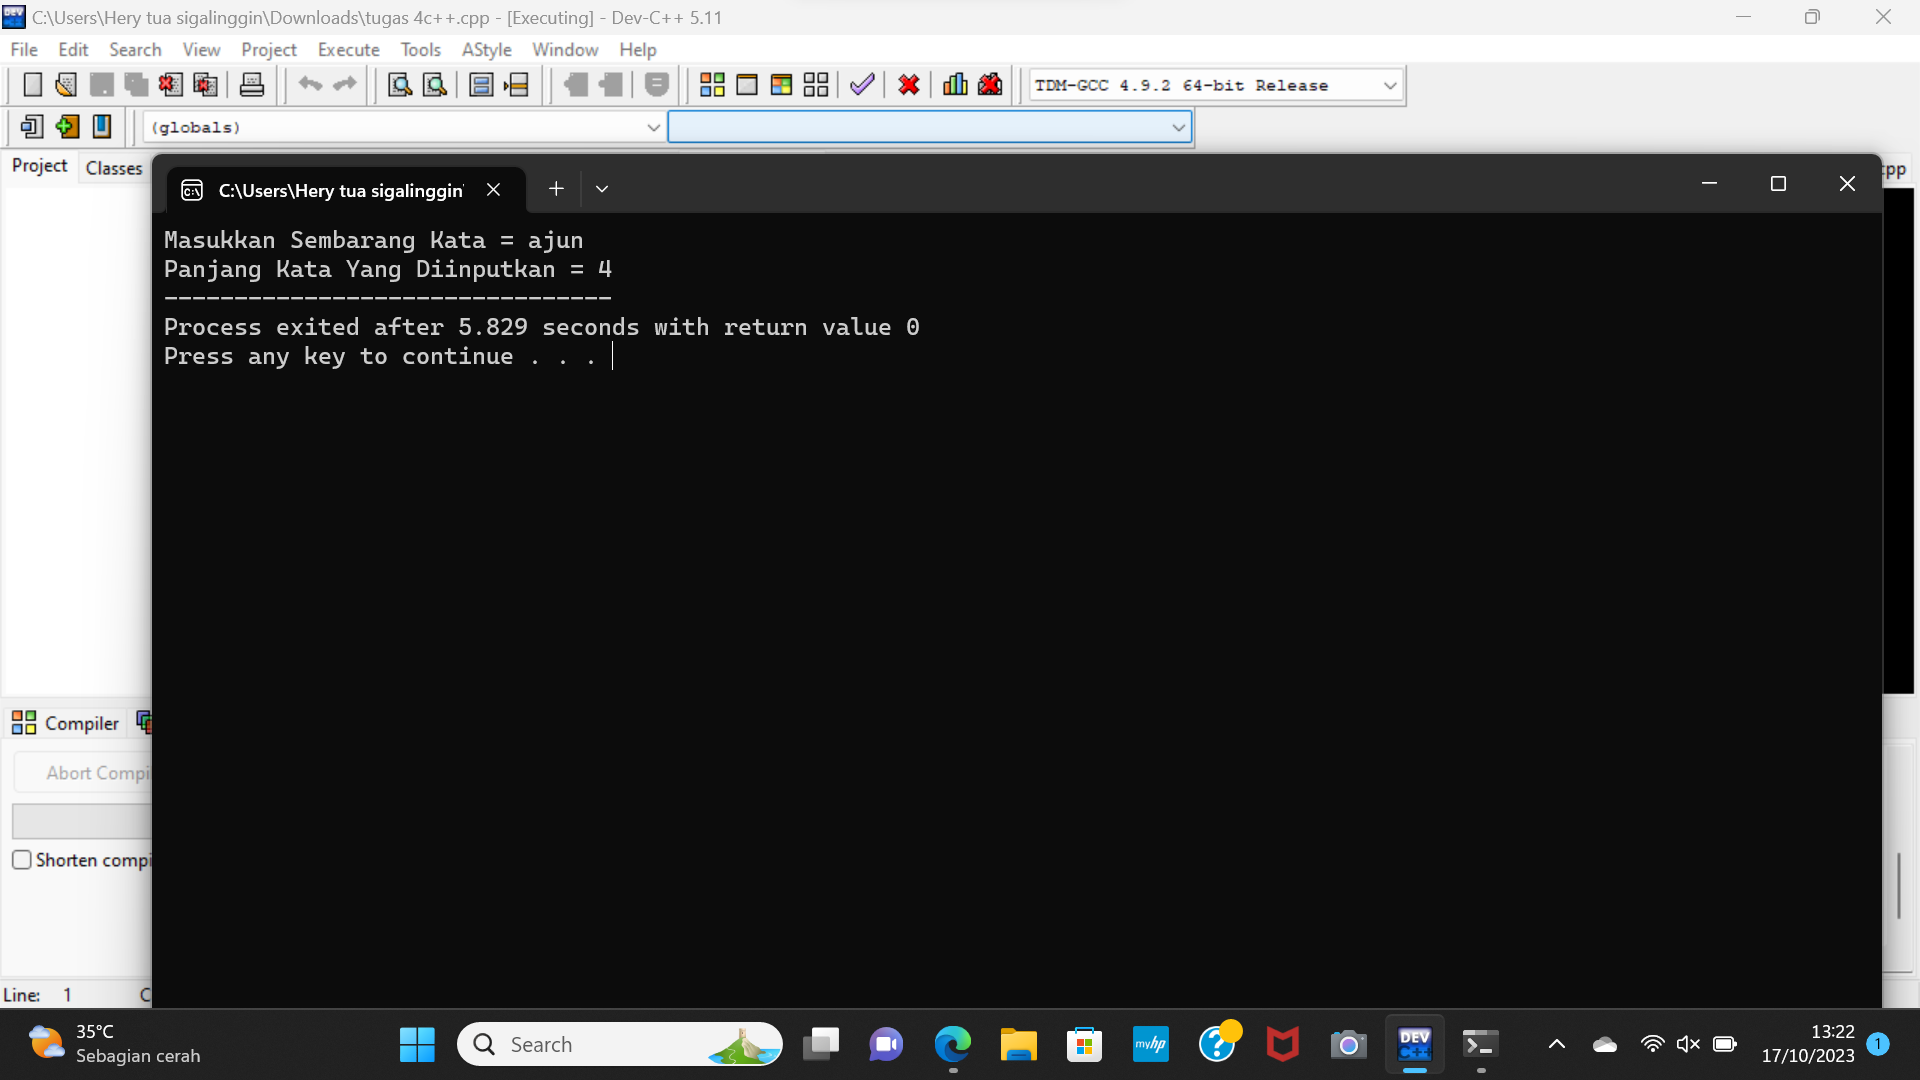 C:\Users\Hery tua sigalinggin\Downloads\tugas 4c++.cpp - [Executing] - Dev-C++ 5.11
File Edit Search View Project Execute Tools AStyle Window Help
TDM-GCC 4.9.2 64-bit Release
(globals)
Project Classes
cpp
C:\Users\Hery tua sigalinggin'
Masukkan Sembarang Kata = ajun
Panjang Kata Yang Diinputkan = 4
--------------------------------
Process exited after 5.829 seconds with return value 0
Press any key to continue . . .
Compiler
Abort Compi
Shorten compi
Line: 1 C
35°C
Sebagian cerah
Search
myhp
DEV
C++
13:22
17/10/2023
1